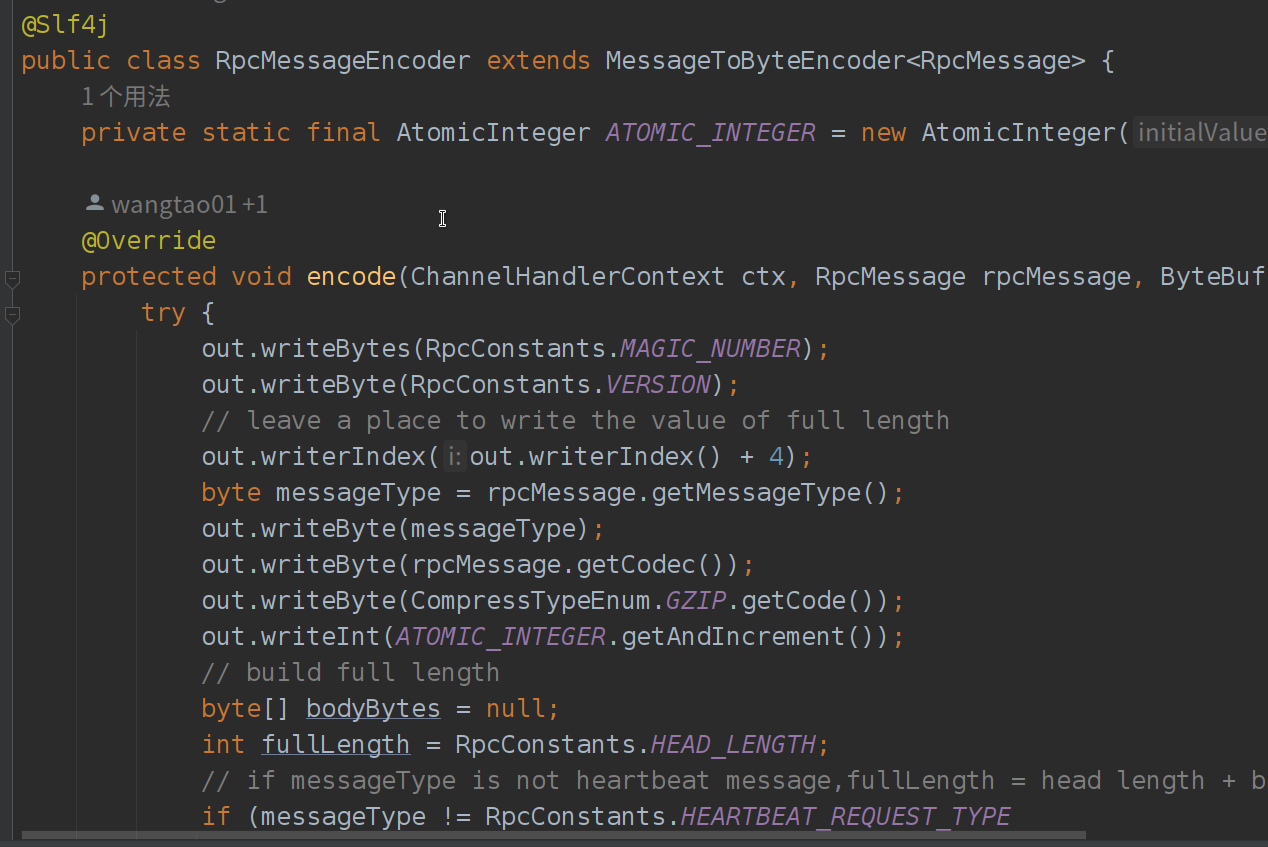 @Slf4j
public class RpcMessageEncoder extends MessageToByteEncoder<RpcMessage> {
1 个用法
private static final AtomicInteger ATOMIC_INTEGER = new AtomicInteger( initialValue
wangtao01 +1
@Override
protected void encode(ChannelHandlerContext ctx, RpcMessage rpcMessage, ByteBuf
try {
out.writeBytes(RpcConstants.MAGIC_NUMBER);
out.writeByte(RpcConstants.VERSION);
// leave a place to write the value of full length
out.writerIndex( i: out.writerIndex() + 4);
byte messageType = rpcMessage.getMessageType();
out.writeByte(messageType);
out.writeByte(rpcMessage.getCodec());
out.writeByte(CompressTypeEnum.GZIP.getCode());
out.writeInt(ATOMIC_INTEGER.getAndIncrement());
// build full length
byte[] bodyBytes = null;
int fullLength = RpcConstants.HEAD_LENGTH;
// if messageType is not heartbeat message,fullLength = head length + b
if (messageType != RpcConstants.HEARTBEAT_REQUEST_TYPE